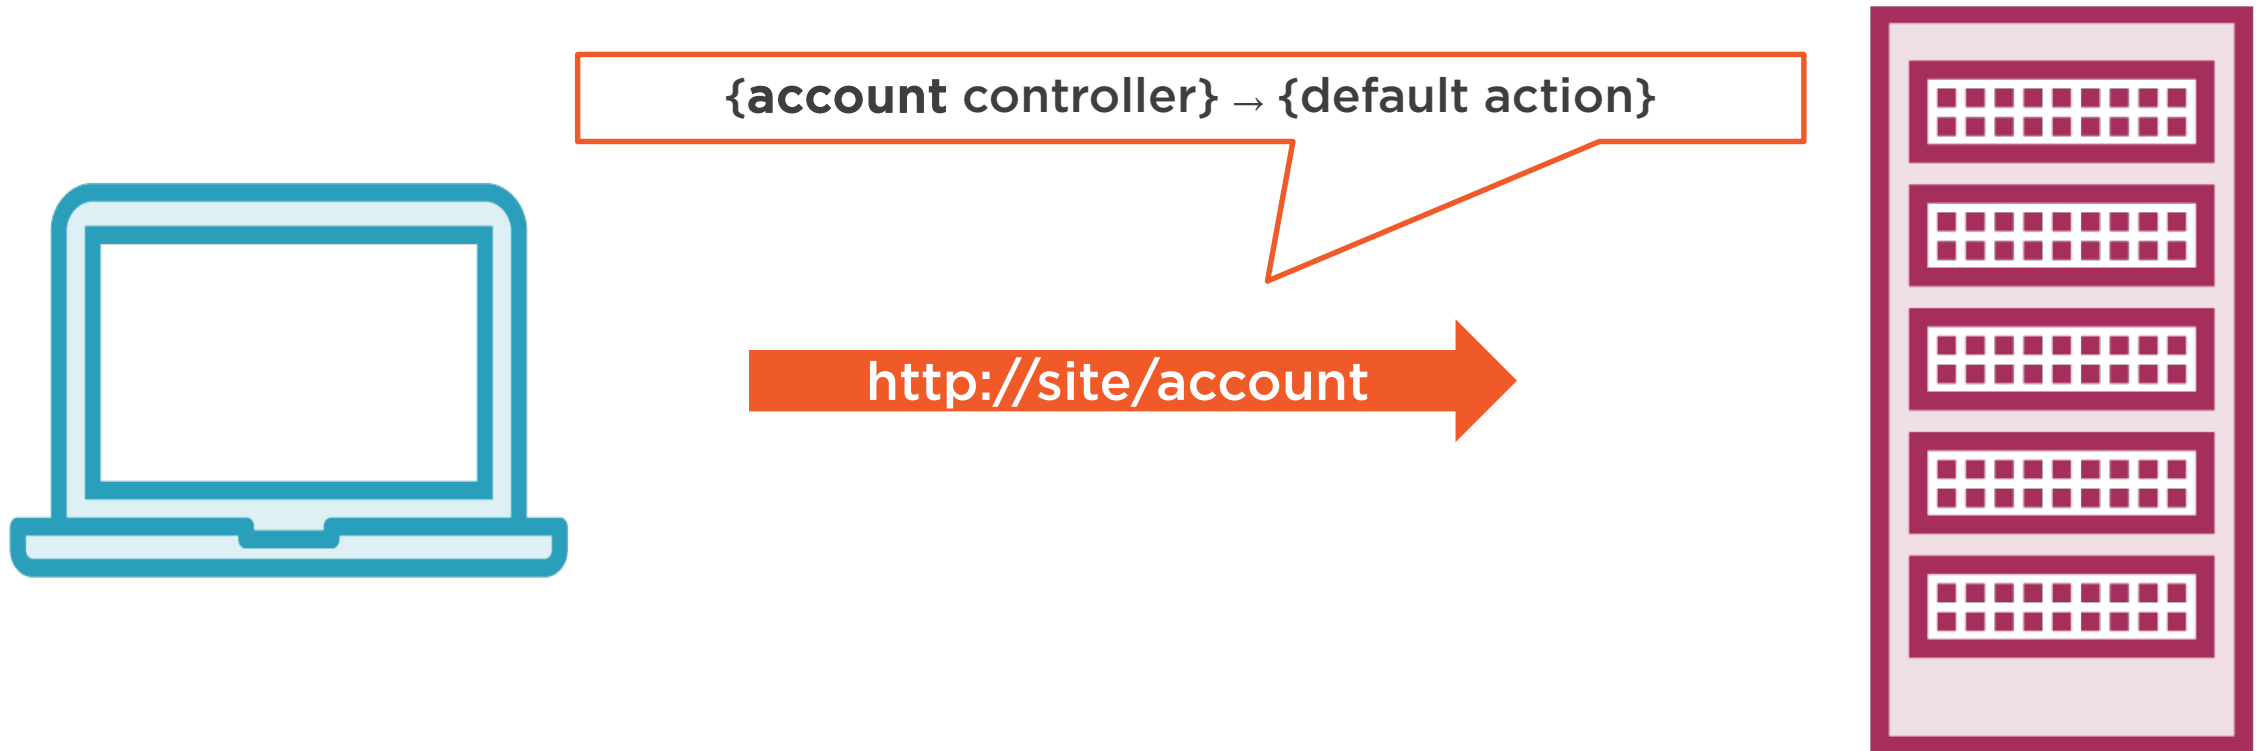 {account controller} → {default action}
http://site/account